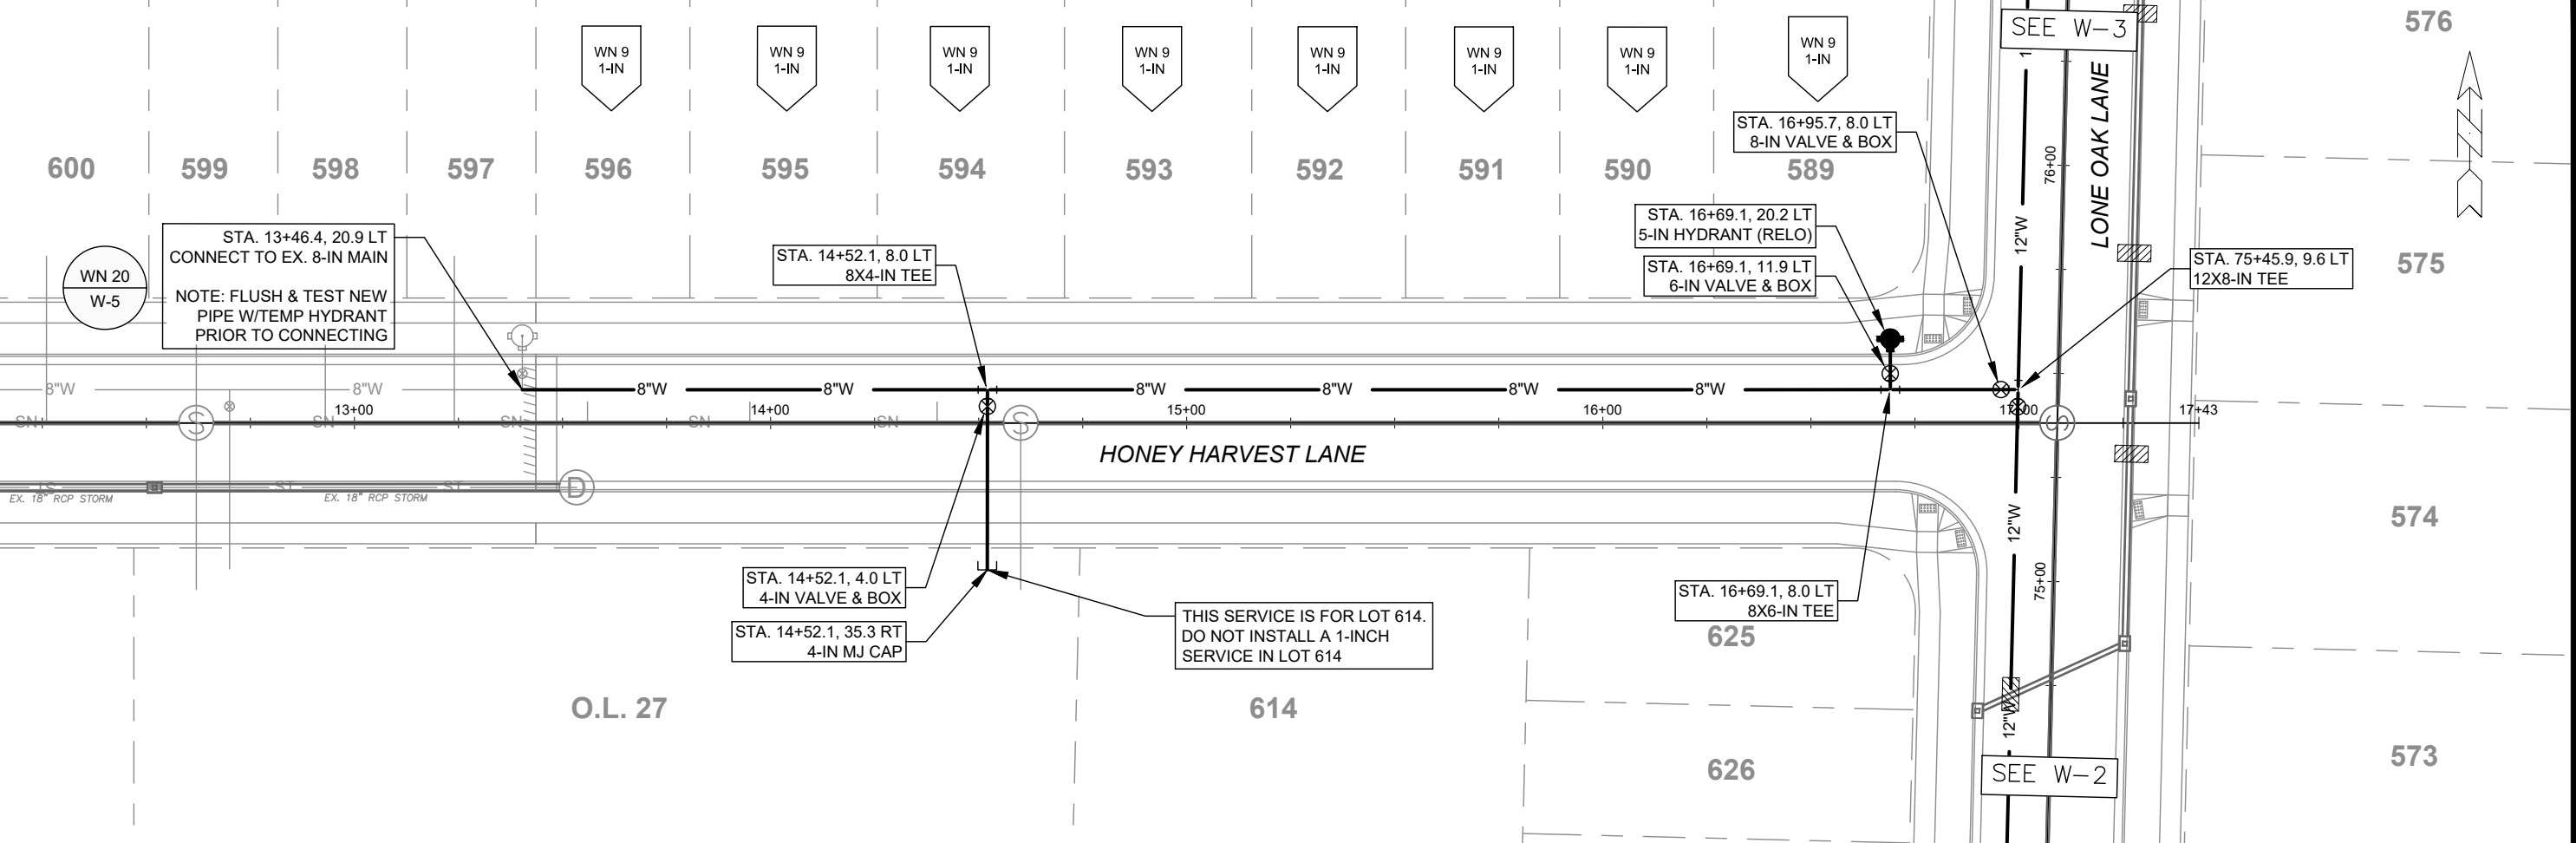 SEE W-3
576
WN 9
1-IN
WN 9
1-IN
WN 9
1-IN
WN 9
1-IN
WN 9
1-IN
WN 9
1-IN
WN 9
1-IN
WN 9
1-IN
1
LONE OAK LANE
STA. 16+95.7, 8.0 LT
8-IN VALVE & BOX
76+00
600
599
598
597
596
595
594
593
592
591
590
589
STA. 13+46.4, 20.9 LT
CONNECT TO EX. 8-IN MAIN
NOTE: FLUSH & TEST NEW
PIPE W/TEMP HYDRANT
PRIOR TO CONNECTING
WN 20
W-5
STA. 14+52.1, 8.0 LT
8X4-IN TEE
STA. 16+69.1, 20.2 LT
5-IN HYDRANT (RELO)
STA. 16+69.1, 11.9 LT
6-IN VALVE & BOX
12"W
STA. 75+45.9, 9.6 LT
12X8-IN TEE
575
8"W
8"W
8"W
8"W
8"W
8"W
8"W
8"W
13+00
14+00
15+00
16+00
17+00
17+43
SN
SN
SN
SN
SN
S
S
S
HONEY HARVEST LANE
D
ST
ST
EX. 18" RCP STORM
EX. 18" RCP STORM
12"W
574
75+00
STA. 14+52.1, 4.0 LT
4-IN VALVE & BOX
STA. 14+52.1, 35.3 RT
4-IN MJ CAP
THIS SERVICE IS FOR LOT 614.
DO NOT INSTALL A 1-INCH
SERVICE IN LOT 614
STA. 16+69.1, 8.0 LT
8X6-IN TEE
625
O.L. 27
614
12"W
626
573
SEE W-2